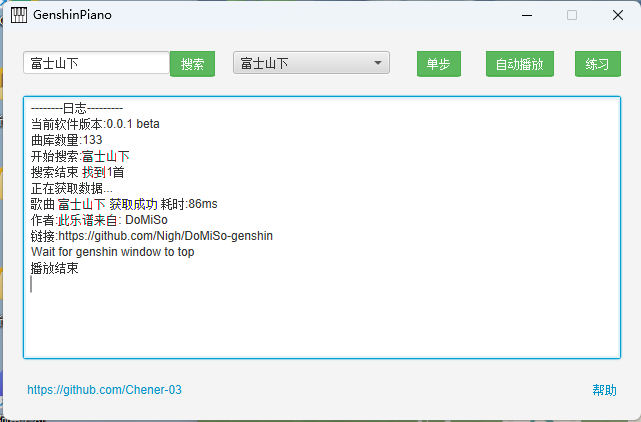 GenshinPiano
富士山下 搜索 富士山下 单步 自动播放 练习
--------日志---------
当前软件版本:0.0.1 beta
曲库数量:133
开始搜索:富士山下
搜索结束 找到1首
正在获取数据...
歌曲 富士山下 获取成功 耗时:86ms
作者:此乐谱来自: DoMiSo
链接:https://github.com/Nigh/DoMiSo-genshin
Wait for genshin window to top
播放结束
https://github.com/Chener-03 帮助